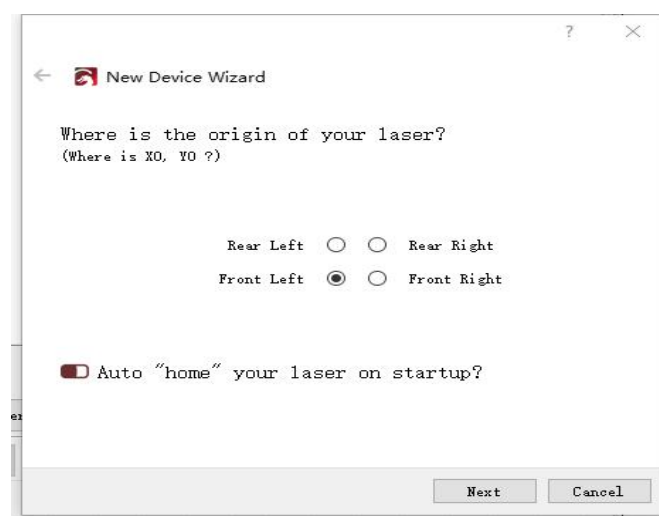 ?
New Device Wizard
Where is the origin of your laser?
(Where is X0, Y0 ?)
Rear Left Rear Right
Front Left Front Right
Auto "home" your laser on startup?
er
Next Cancel